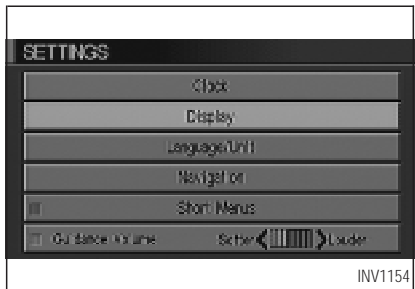 SETTINGS
Clock
Display
Language/Unit
Navigation
Short Menus
Guidance Volume Softer Louder
INV1154